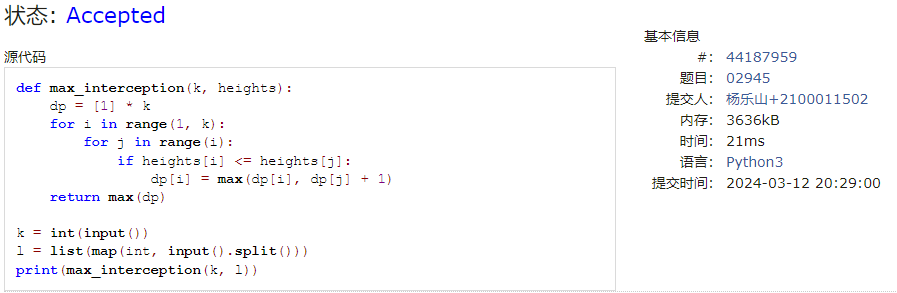 状态: Accepted
源代码
def max_interception(k, heights):
    dp = [1] * k
    for i in range(1, k):
        for j in range(i):
            if heights[i] <= heights[j]:
                dp[i] = max(dp[i], dp[j] + 1)
    return max(dp)

k = int(input())
l = list(map(int, input().split()))
print(max_interception(k, l))
基本信息
#: 44187959
题目: 02945
提交人: 杨乐山+2100011502
内存: 3636kB
时间: 21ms
语言: Python3
提交时间: 2024-03-12 20:29:00